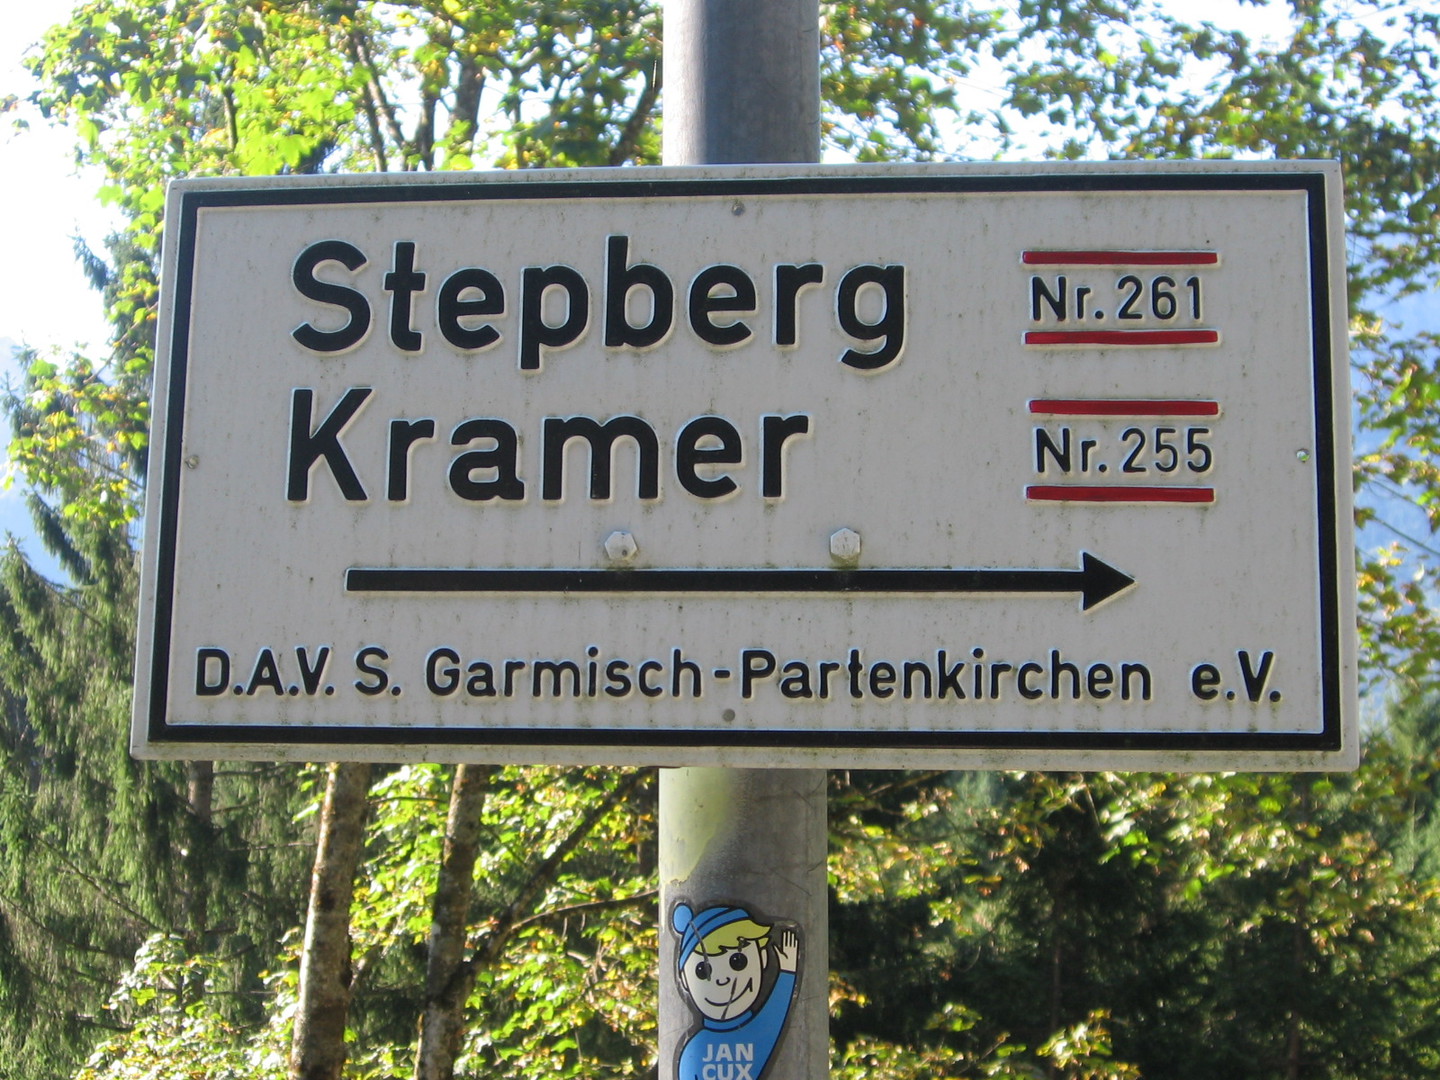 Stepberg Nr. 261
Kramer Nr. 255
D.A.V. S. Garmisch-Partenkirchen e.V.
JAN
CUX